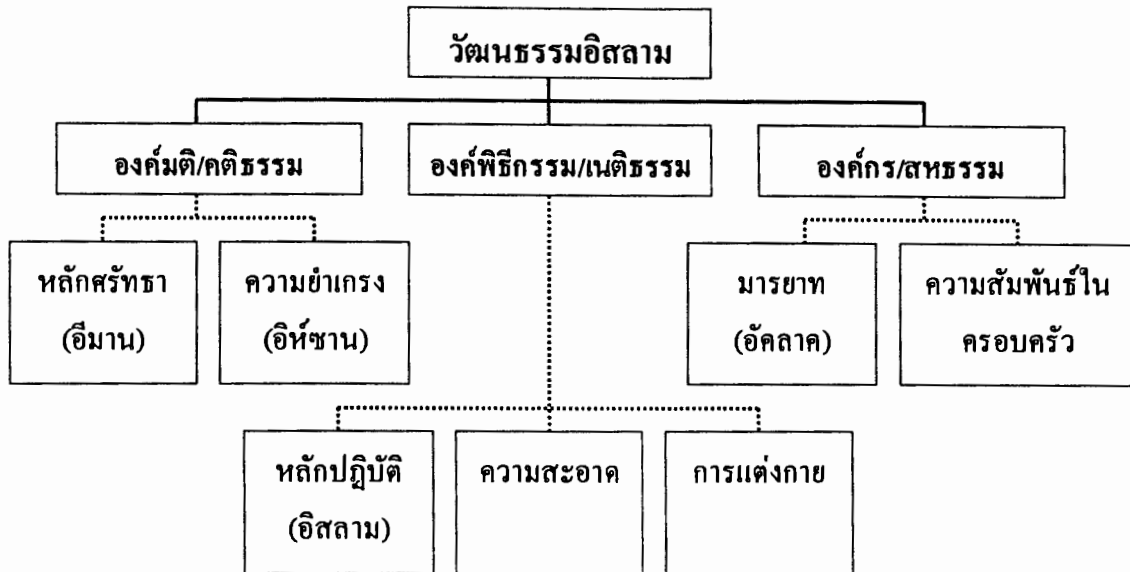 วัฒนธรรมอิสลาม
องค์มติ/คติธรรม
องค์พิธีกรรม/เนติธรรม
องค์กร/สหธรรม
หลักศรัทธา
(อีมาน)
ความยำเกรง
(อิห์ซาน)
มารยาท
(อัคลาค)
ความสัมพันธ์ใน
ครอบครัว
หลักปฏิบัติ
(อิสลาม)
ความสะอาด
การแต่งกาย